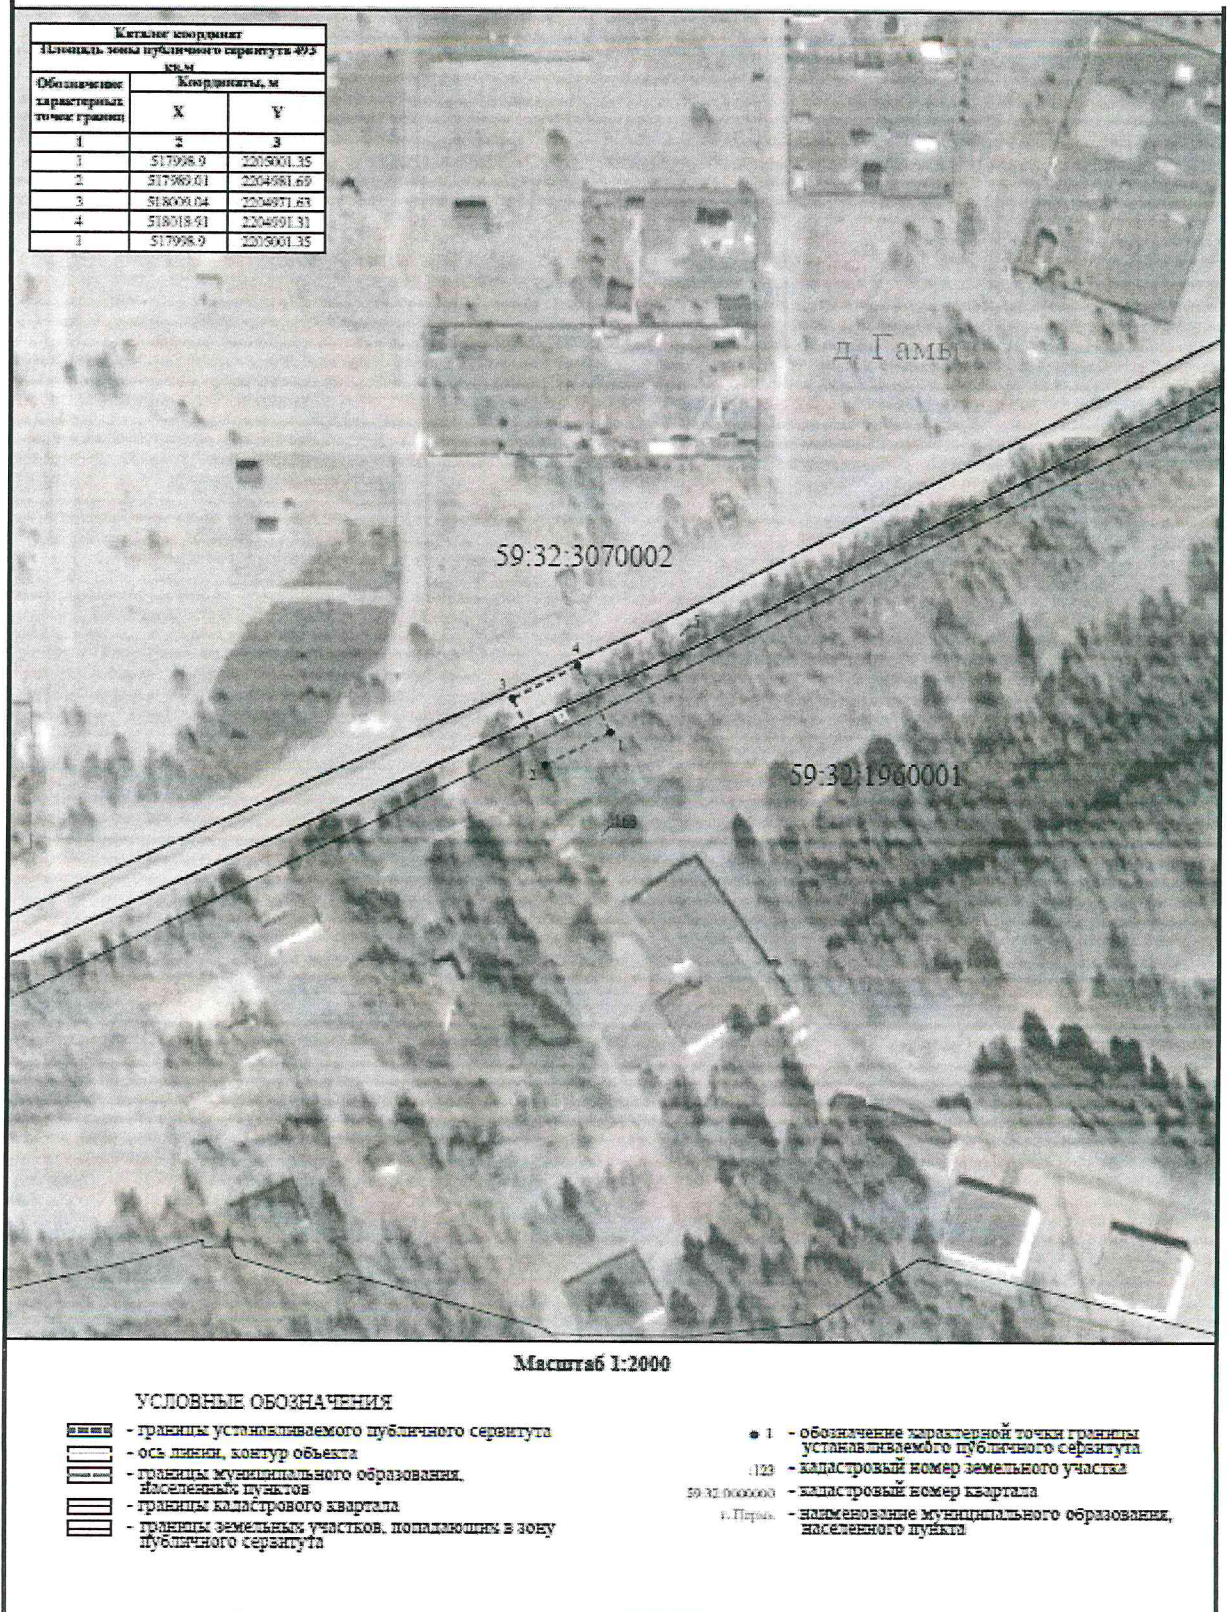 Каталог координат
Площадь зоны публичного сервитута 493
кв.м
Обозначение характерных точек границ
Координаты, м
X Y
1 2 3
1 517998.9 2205001.35
2 517989.01 2204981.69
3 518009.04 2204971.63
4 518018.91 2204991.31
1 517998.9 2205001.35
д. Гамы
59:32:3070002
4
3
1
2
59:32:1960001
Масштаб 1:2000
УСЛОВНЫЕ ОБОЗНАЧЕНИЯ
- границы устанавливаемого публичного сервитута
- ось линии, контур объекта
- границы муниципального образования,
населенных пунктов
- границы кадастрового квартала
- границы земельных участков, попадающих в зону
публичного сервитута
1 - обозначение характерной точки границы
устанавливаемого публичного сервитута
:123 - кадастровый номер земельного участка
59:32:0000000 - кадастровый номер квартала
г. Пермь - наименование муниципального образования,
населенного пункта